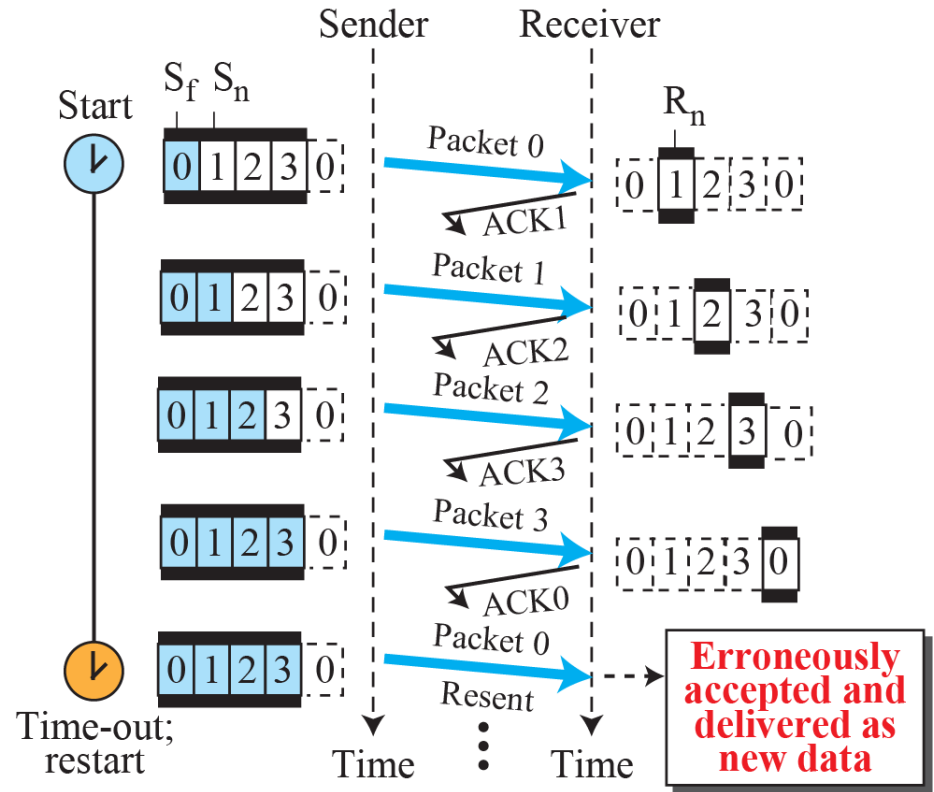 Sender Receiver
Start
Sf Sn
0 1 2 3 0
Packet 0
ACK1
Rn
0 1 2 3 0
0 1 2 3 0
Packet 1
ACK2
0 1 2 3 0
0 1 2 3 0
Packet 2
ACK3
0 1 2 3 0
0 1 2 3 0
Packet 3
ACK0
0 1 2 3 0
0 1 2 3 0
Packet 0
Resent
Time-out;
restart
Time
Time
Erroneously
accepted and
delivered as
new data